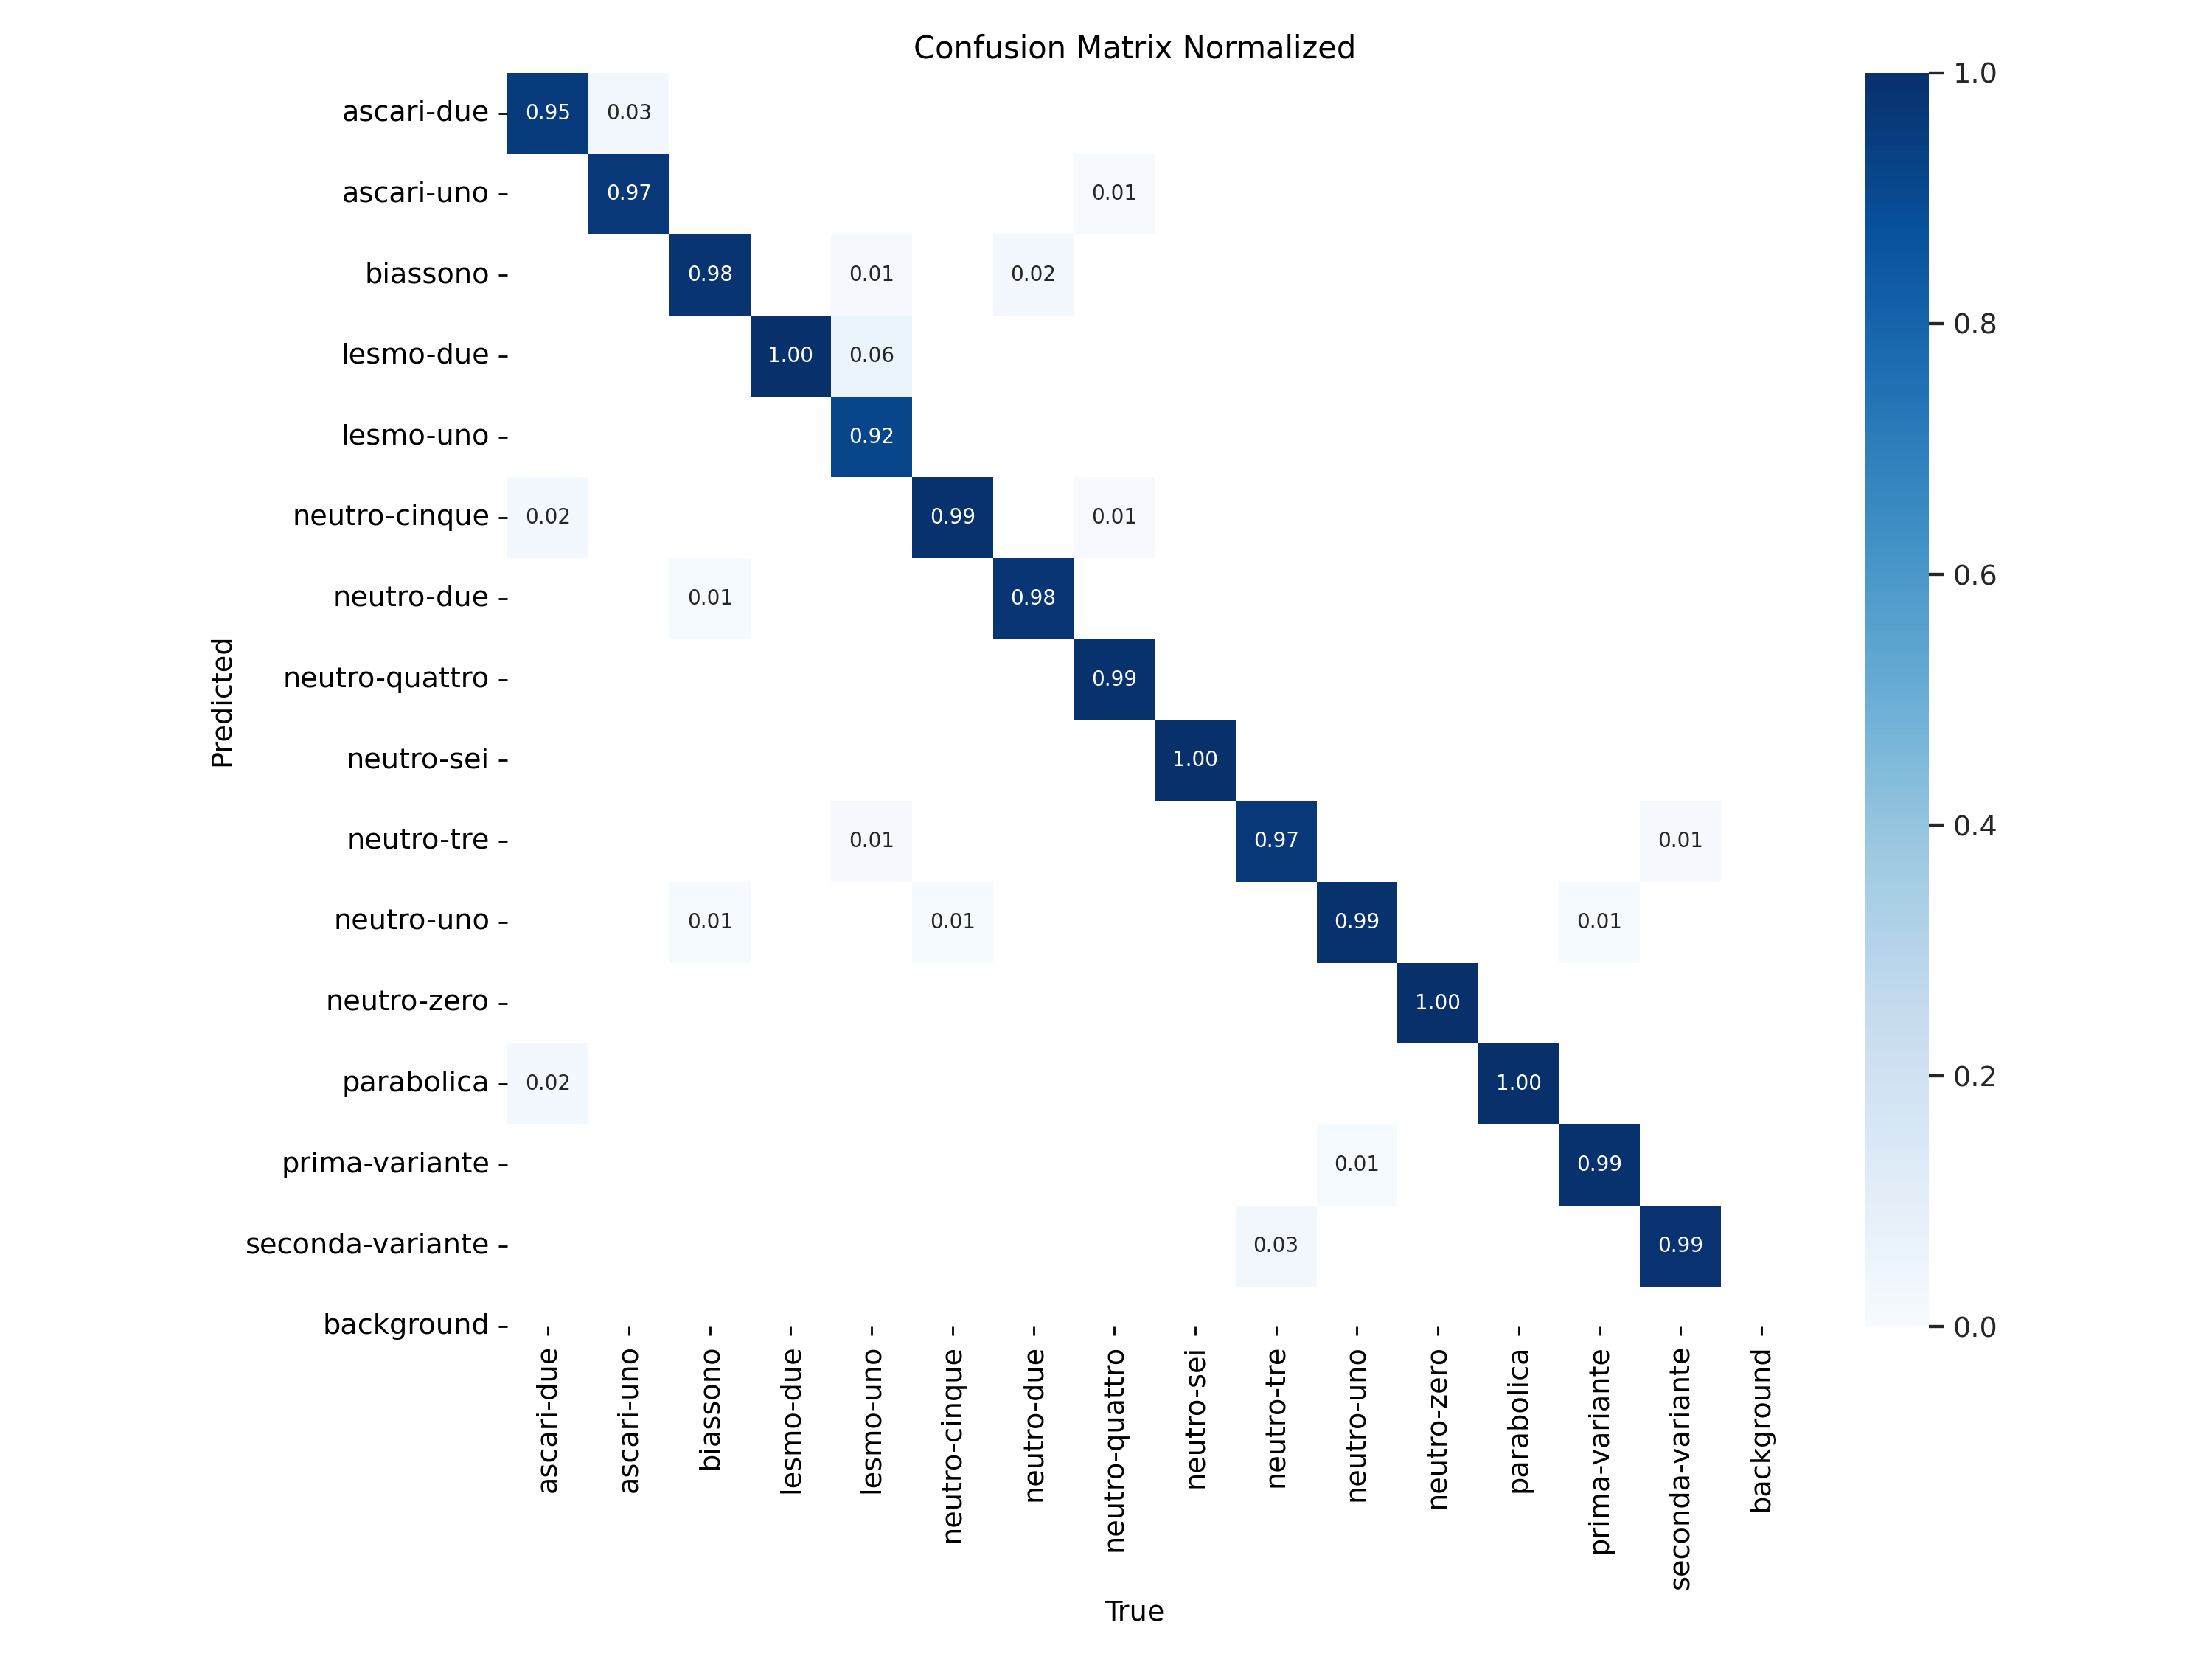 Confusion Matrix Normalized
ascari-due 0.95 0.03
ascari-uno 0.97 0.01
biassono 0.98 0.01 0.02
lesmo-due 1.00 0.06
lesmo-uno 0.92
neutro-cinque 0.02 0.99 0.01
neutro-due 0.01 0.98
neutro-quattro 0.99
neutro-sei 1.00
neutro-tre 0.01 0.97 0.01
neutro-uno 0.01 0.01 0.99 0.01
neutro-zero 1.00
parabolica 0.02 1.00
prima-variante 0.01 0.99
seconda-variante 0.03 0.99
background
Predicted
ascari-due
ascari-uno
biassono
lesmo-due
lesmo-uno
neutro-cinque
neutro-due
neutro-quattro
neutro-sei
neutro-tre
neutro-uno
neutro-zero
parabolica
prima-variante
seconda-variante
background
True
1.0
0.8
0.6
0.4
0.2
0.0